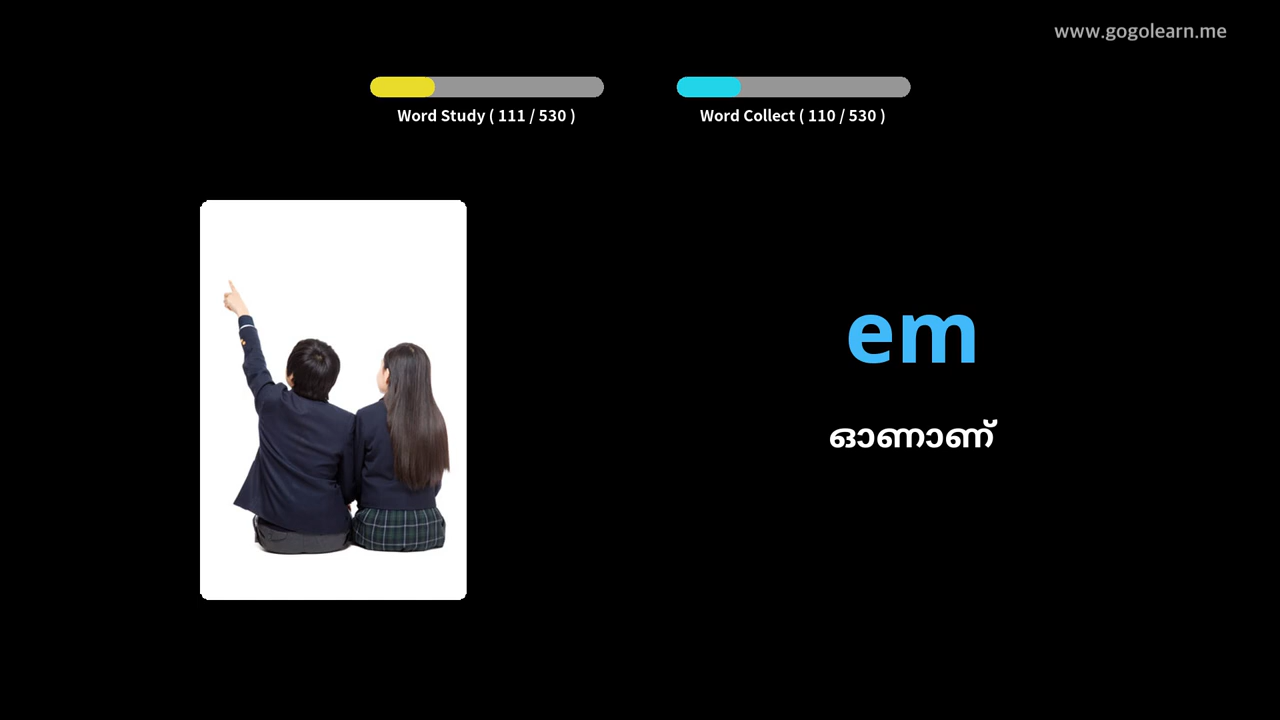 www.gogolearn.me
Word Study ( 111 / 530 )
Word Collect ( 110 / 530 )
em
ഓണാണ്